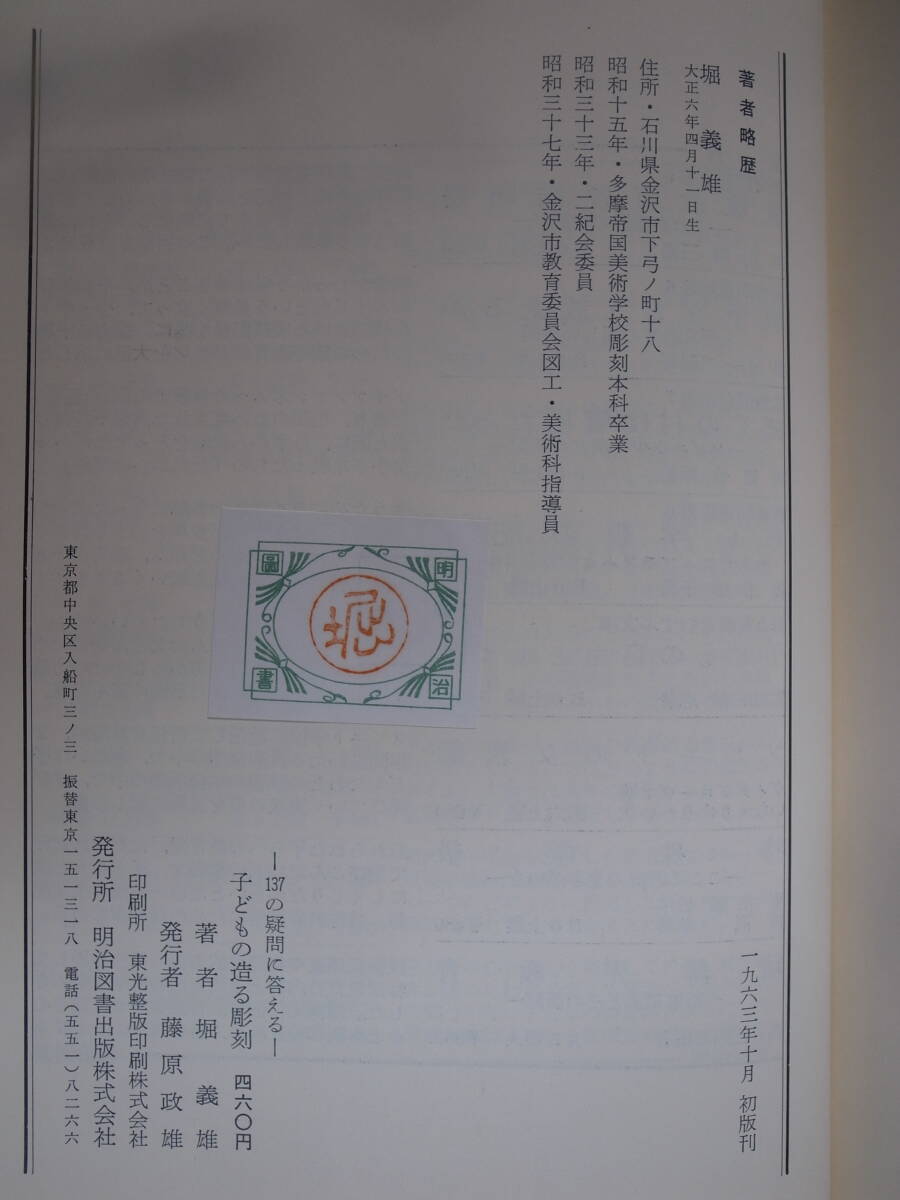 著者略歴
堀義雄
大正六年四月十一日生
住所・石川県金沢市下弓ノ町十八
昭和十五年・多摩帝国美術学校彫刻本科卒業
昭和三十三年・二紀会委員
昭和三十七年・金沢市教育委員会図工・美術科指導員
明治圖書
堀
一九六三年十月 初版刊
―137の疑問に答える―
子どもの造る彫刻 四六〇円
著者 堀義雄
発行者 藤原政雄
印刷所 東光整版印刷株式会社
発行所 明治図書出版株式会社
東京都中央区入船町三ノ三 振替東京一五一三一八 電話(五五一)八二六六